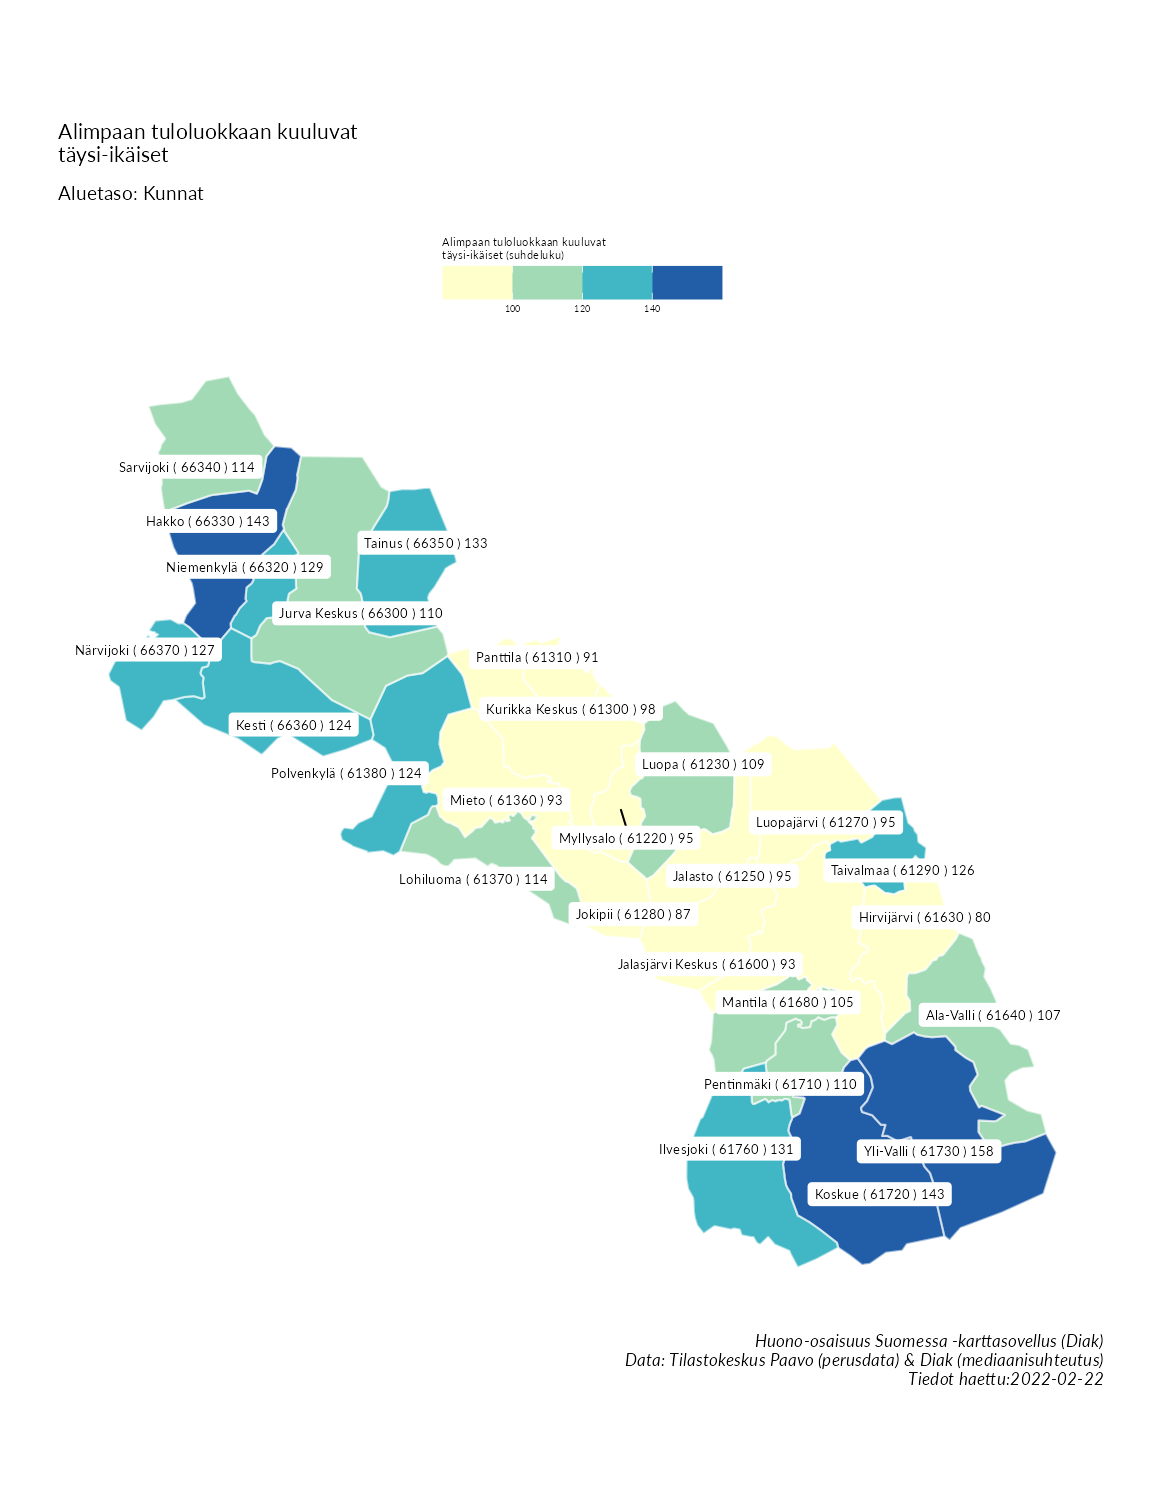 Alimpaan tuloluokkaan kuuluvat
täysi-ikäiset
Aluetaso: Kunnat
Alimpaan tuloluokkaan kuuluvat
täysi-ikäiset (suhdeluku)
100 120 140
Sarvijoki ( 66340 ) 114
Hakko ( 66330 ) 143
Tainus ( 66350 ) 133
Niemenkylä ( 66320 ) 129
Jurva Keskus ( 66300 ) 110
Närvijoki ( 66370 ) 127
Panttila ( 61310 ) 91
Kurikka Keskus ( 61300 ) 98
Kesti ( 66360 ) 124
Luopa ( 61230 ) 109
Polvenkylä ( 61380 ) 124
Mieto ( 61360 ) 93
Luopajärvi ( 61270 ) 95
Myllysalo ( 61220 ) 95
Taivalmaa ( 61290 ) 126
Jalasto ( 61250 ) 95
Lohiluoma ( 61370 ) 114
Jokipii ( 61280 ) 87
Hirvijärvi ( 61630 ) 80
Jalasjärvi Keskus ( 61600 ) 93
Mantila ( 61680 ) 105
Ala-Valli ( 61640 ) 107
Pentinmäki ( 61710 ) 110
Ilvesjoki ( 61760 ) 131
Yli-Valli ( 61730 ) 158
Koskue ( 61720 ) 143
Huono-osaisuus Suomessa -karttasovellus (Diak)
Data: Tilastokeskus Paavo (perusdata) & Diak (mediaanisuhteutus)
Tiedot haettu:2022-02-22